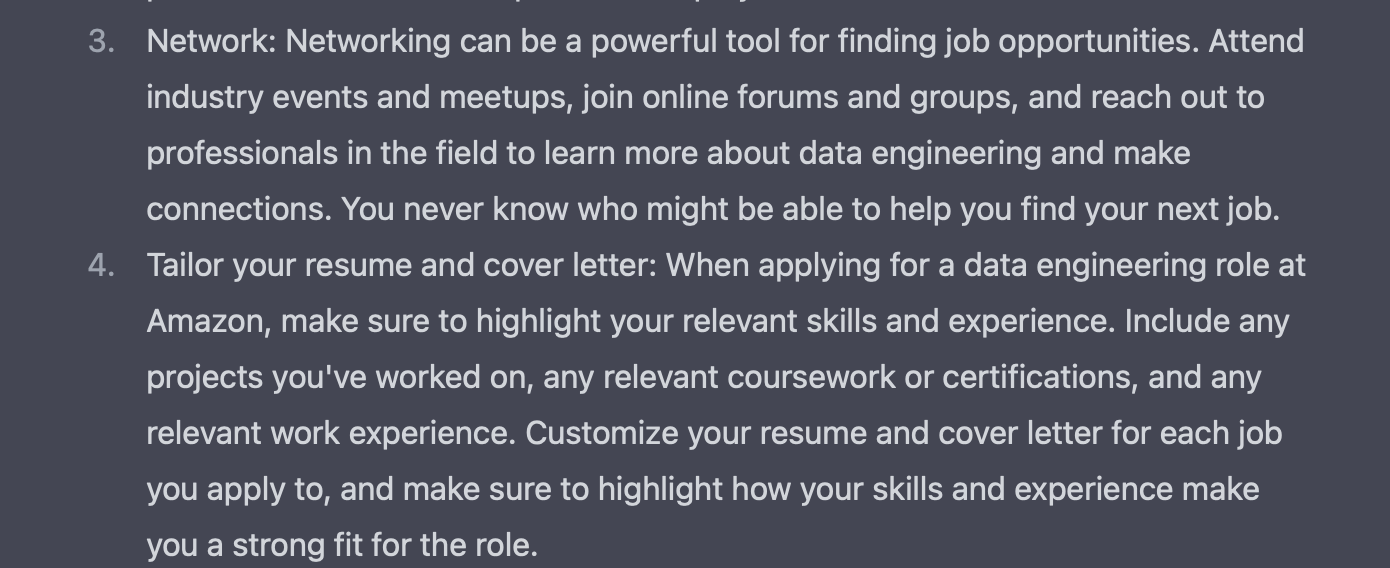 3. Network: Networking can be a powerful tool for finding job opportunities. Attend
industry events and meetups, join online forums and groups, and reach out to
professionals in the field to learn more about data engineering and make
connections. You never know who might be able to help you find your next job.
4. Tailor your resume and cover letter: When applying for a data engineering role at
Amazon, make sure to highlight your relevant skills and experience. Include any
projects you've worked on, any relevant coursework or certifications, and any
relevant work experience. Customize your resume and cover letter for each job
you apply to, and make sure to highlight how your skills and experience make
you a strong fit for the role.